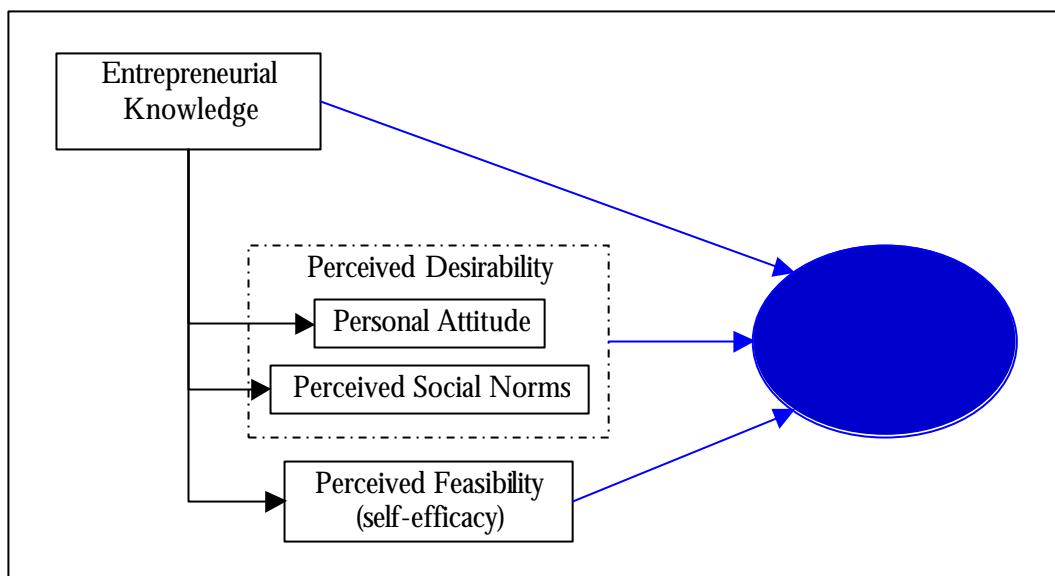 Entrepreneurial
Knowledge
Perceived Desirability
Personal Attitude
Perceived Social Norms
Perceived Feasibility
(self-efficacy)